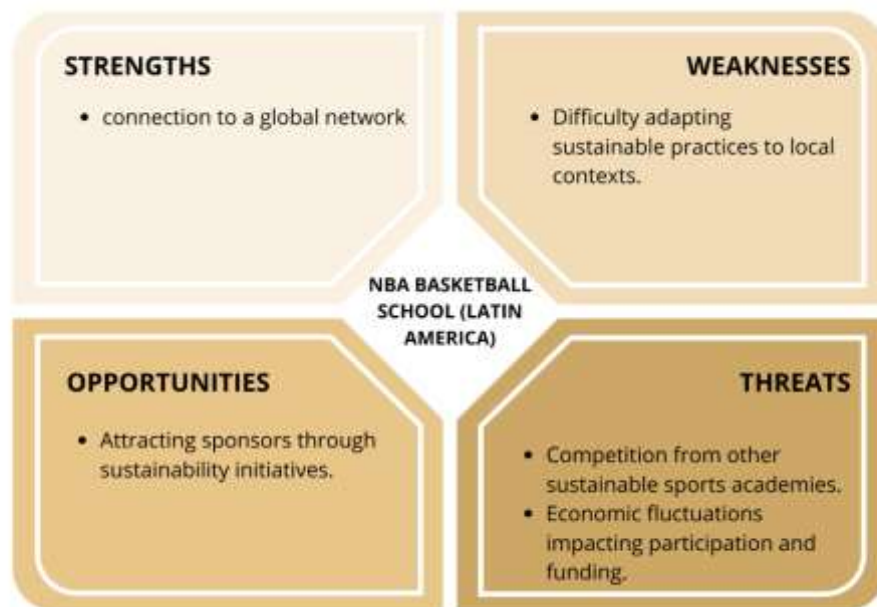 STRENGTHS
• connection to a global network
WEAKNESSES
• Difficulty adapting
sustainable practices to local
contexts.
NBA BASKETBALL
SCHOOL (LATIN
AMERICA)
OPPORTUNITIES
• Attracting sponsors through
sustainability initiatives.
THREATS
• Competition from other
sustainable sports academies.
• Economic fluctuations
impacting participation and
funding.